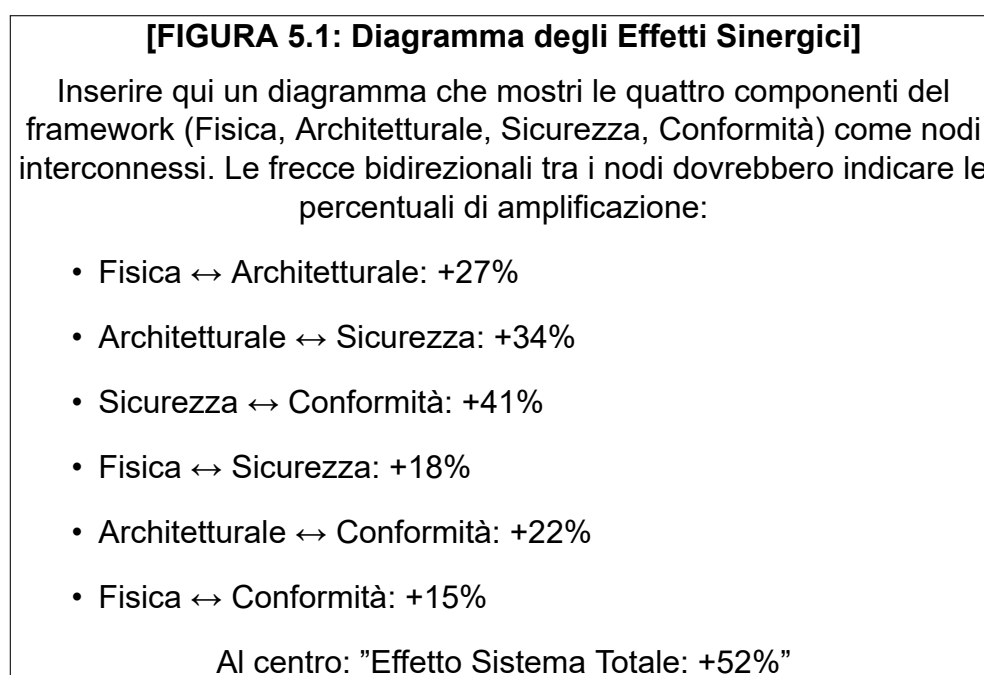 [FIGURA 5.1: Diagramma degli Effetti Sinergici]
Inserire qui un diagramma che mostri le quattro componenti del
framework (Fisica, Architetturale, Sicurezza, Conformità) come nodi
interconnessi. Le frecce bidirezionali tra i nodi dovrebbero indicare le
percentuali di amplificazione:
• Fisica ↔ Architetturale: +27%
• Architetturale ↔ Sicurezza: +34%
• Sicurezza ↔ Conformità: +41%
• Fisica ↔ Sicurezza: +18%
• Architetturale ↔ Conformità: +22%
• Fisica ↔ Conformità: +15%
Al centro: ”Effetto Sistema Totale: +52%”